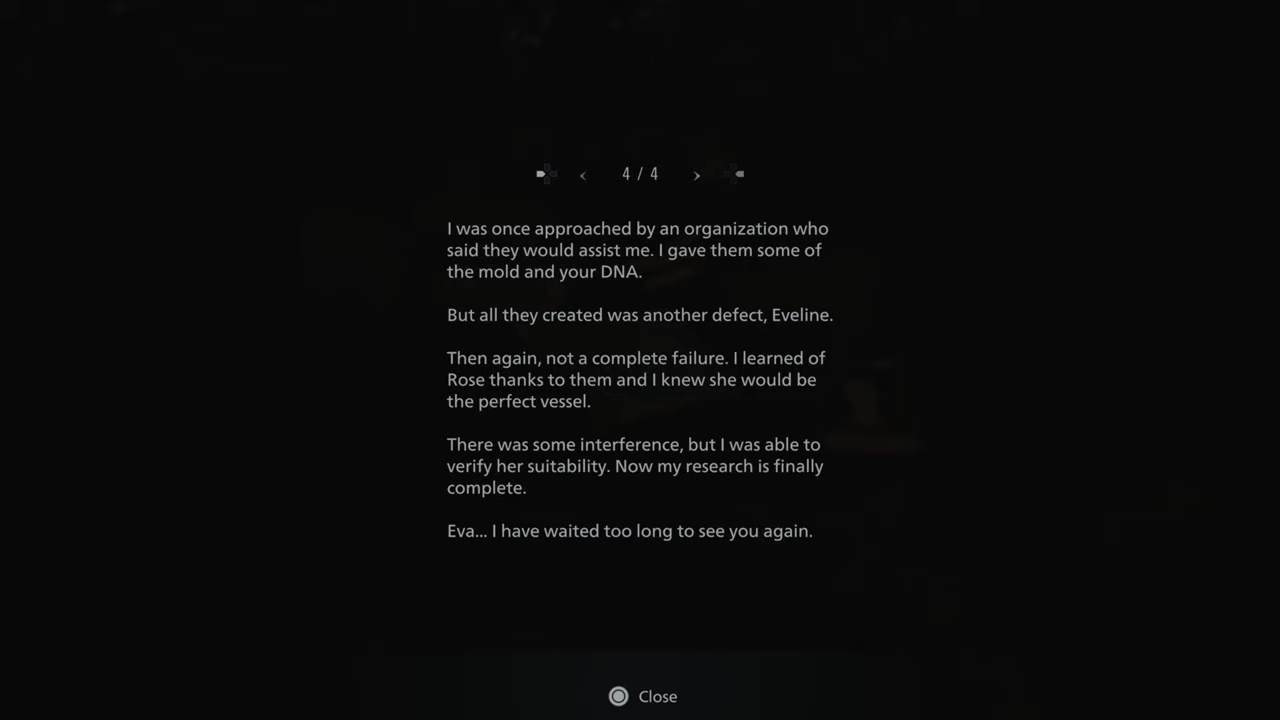 4 / 4
I was once approached by an organization who
said they would assist me. I gave them some of
the mold and your DNA.
But all they created was another defect, Eveline.
Then again, not a complete failure. I learned of
Rose thanks to them and I knew she would be
the perfect vessel.
There was some interference, but I was able to
verify her suitability. Now my research is finally
complete.
Eva... I have waited too long to see you again.
Close